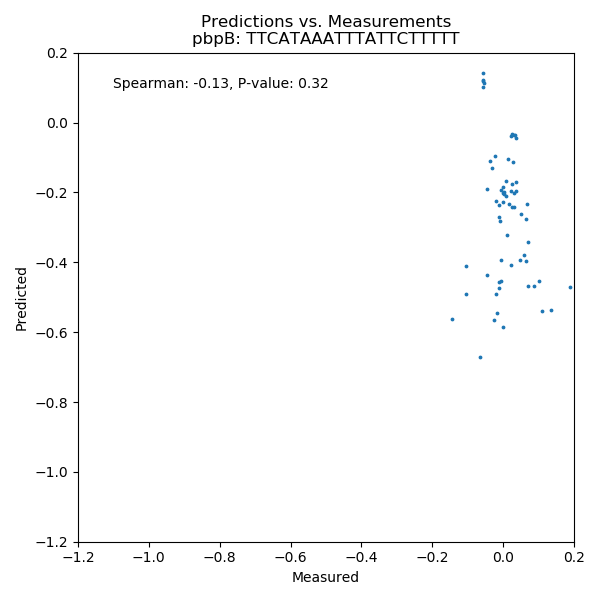 Predictions vs. Measurements
pbpB: TTCATAAATTTATTCTTTTT
Spearman: -0.13, P-value: 0.32
Predicted
0.2
0.0
−0.2
−0.4
−0.6
−0.8
−1.0
−1.2
−1.2 −1.0 −0.8 −0.6 −0.4 −0.2 0.0 0.2
Measured